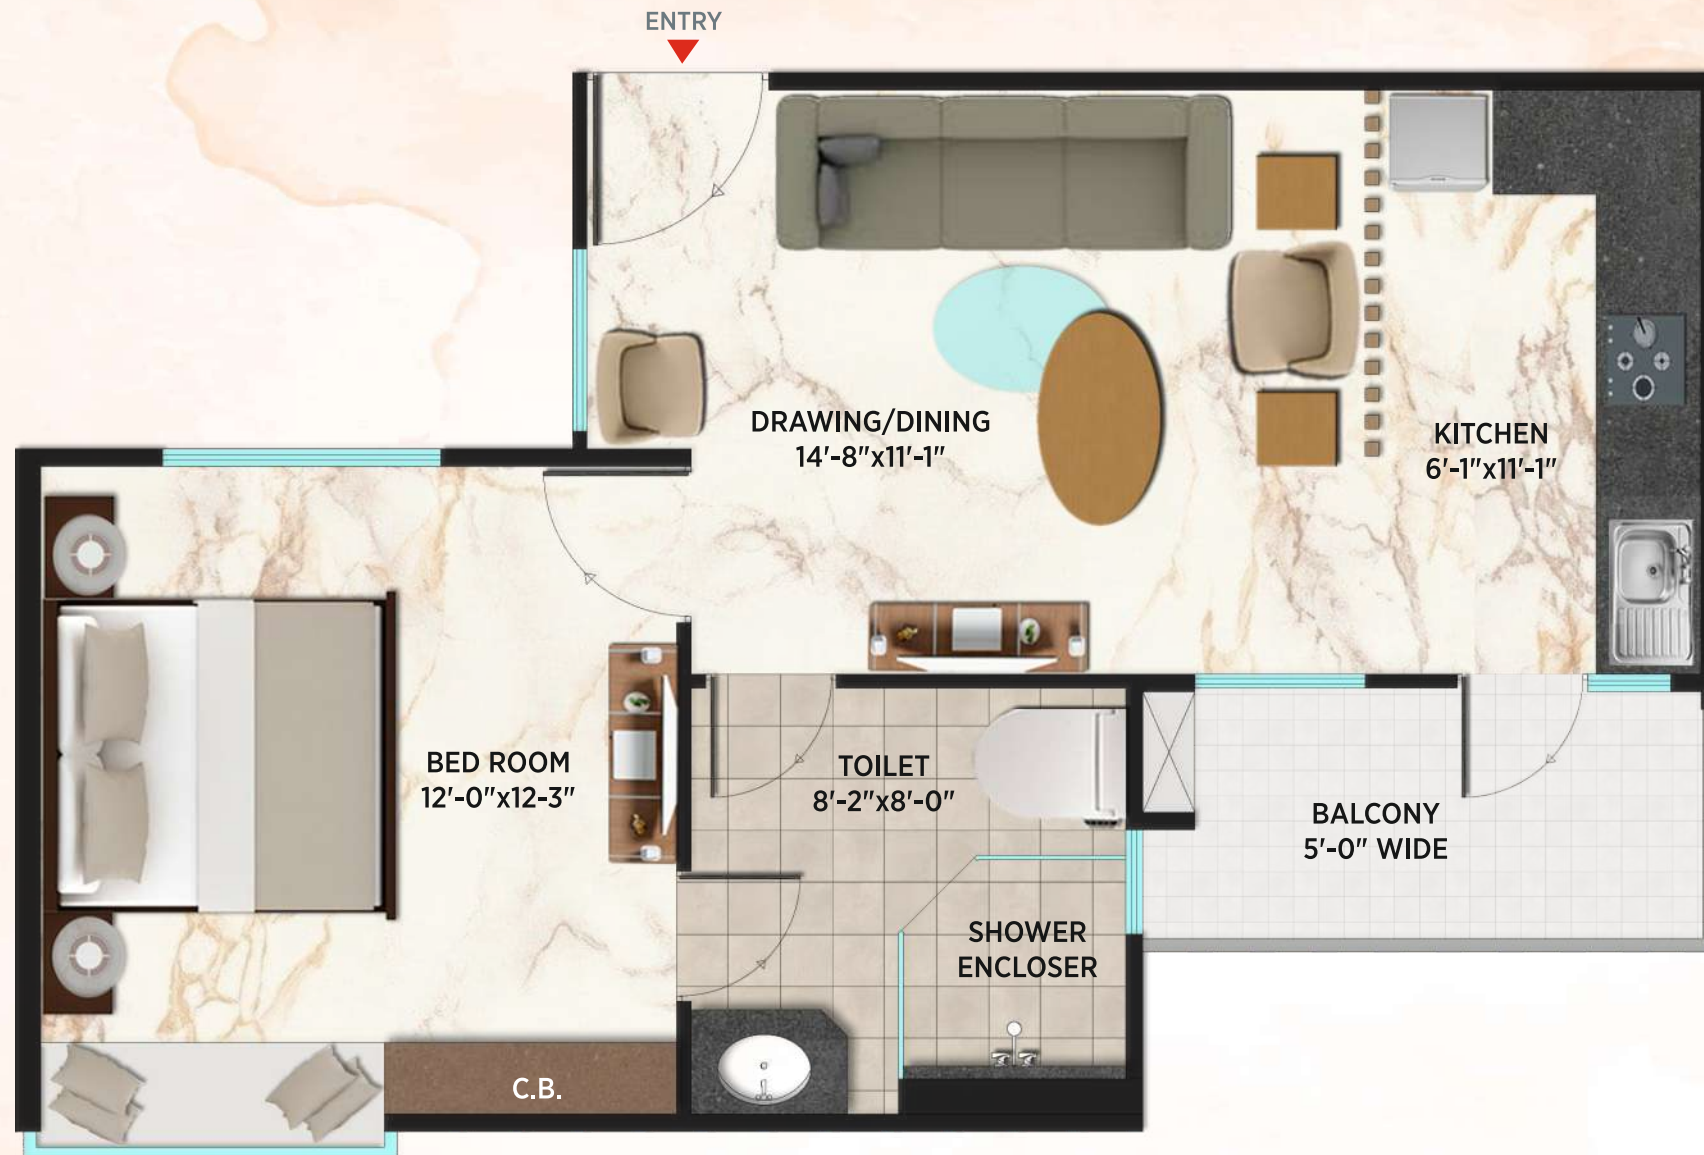 ENTRY
DRAWING/DINING
14'-8"x11'-1"
KITCHEN
6'-1"x11'-1"
BED ROOM
12'-0"x12-3"
TOILET
8'-2"x8'-0"
BALCONY
5'-0" WIDE
SHOWER
ENCLOSER
C.B.